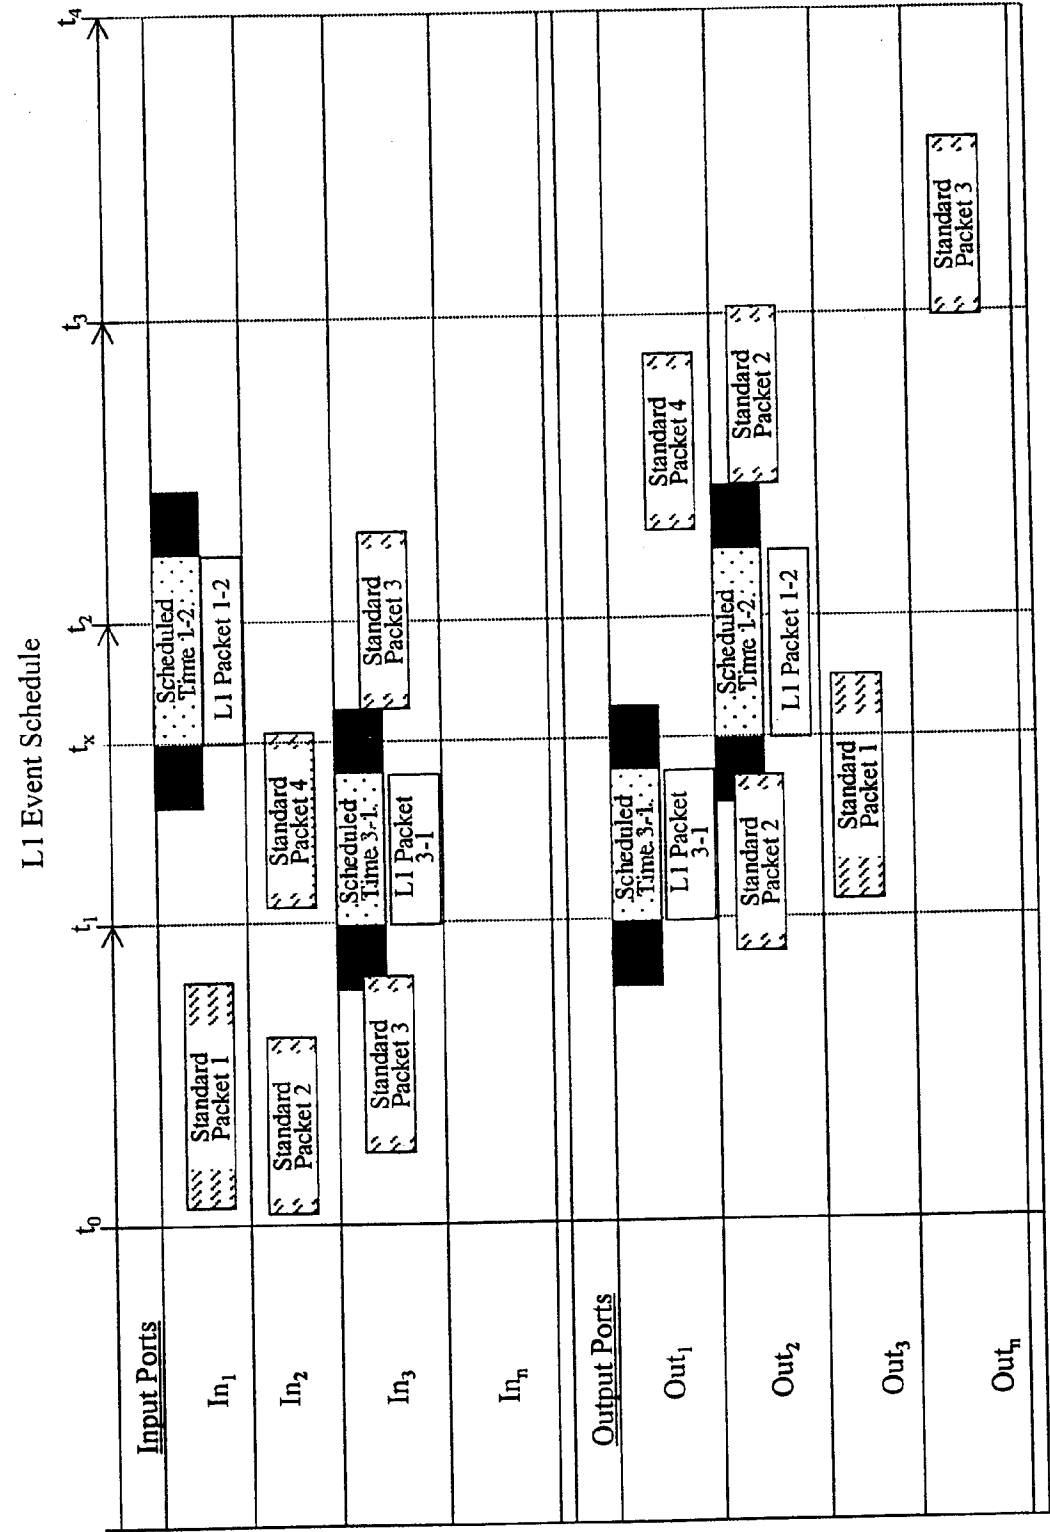 L1 Event Schedule
t0 t1 tx t2 t3 t4
Input Ports
In1
Standard
Packet 1
Scheduled
Time 1-2
L1 Packet 1-2
In2
Standard
Packet 2
Standard
Packet 4
In3
Standard
Packet 3
Scheduled
Time 3-1
L1 Packet
3-1
Standard
Packet 3
Inn
Output Ports
Out1
Scheduled
Time 3-1
L1 Packet
3-1
Standard
Packet 4
Out2
Standard
Packet 2
Scheduled
Time 1-2
L1 Packet 1-2
Standard
Packet 2
Out3
Standard
Packet 1
Outn
Standard
Packet 3